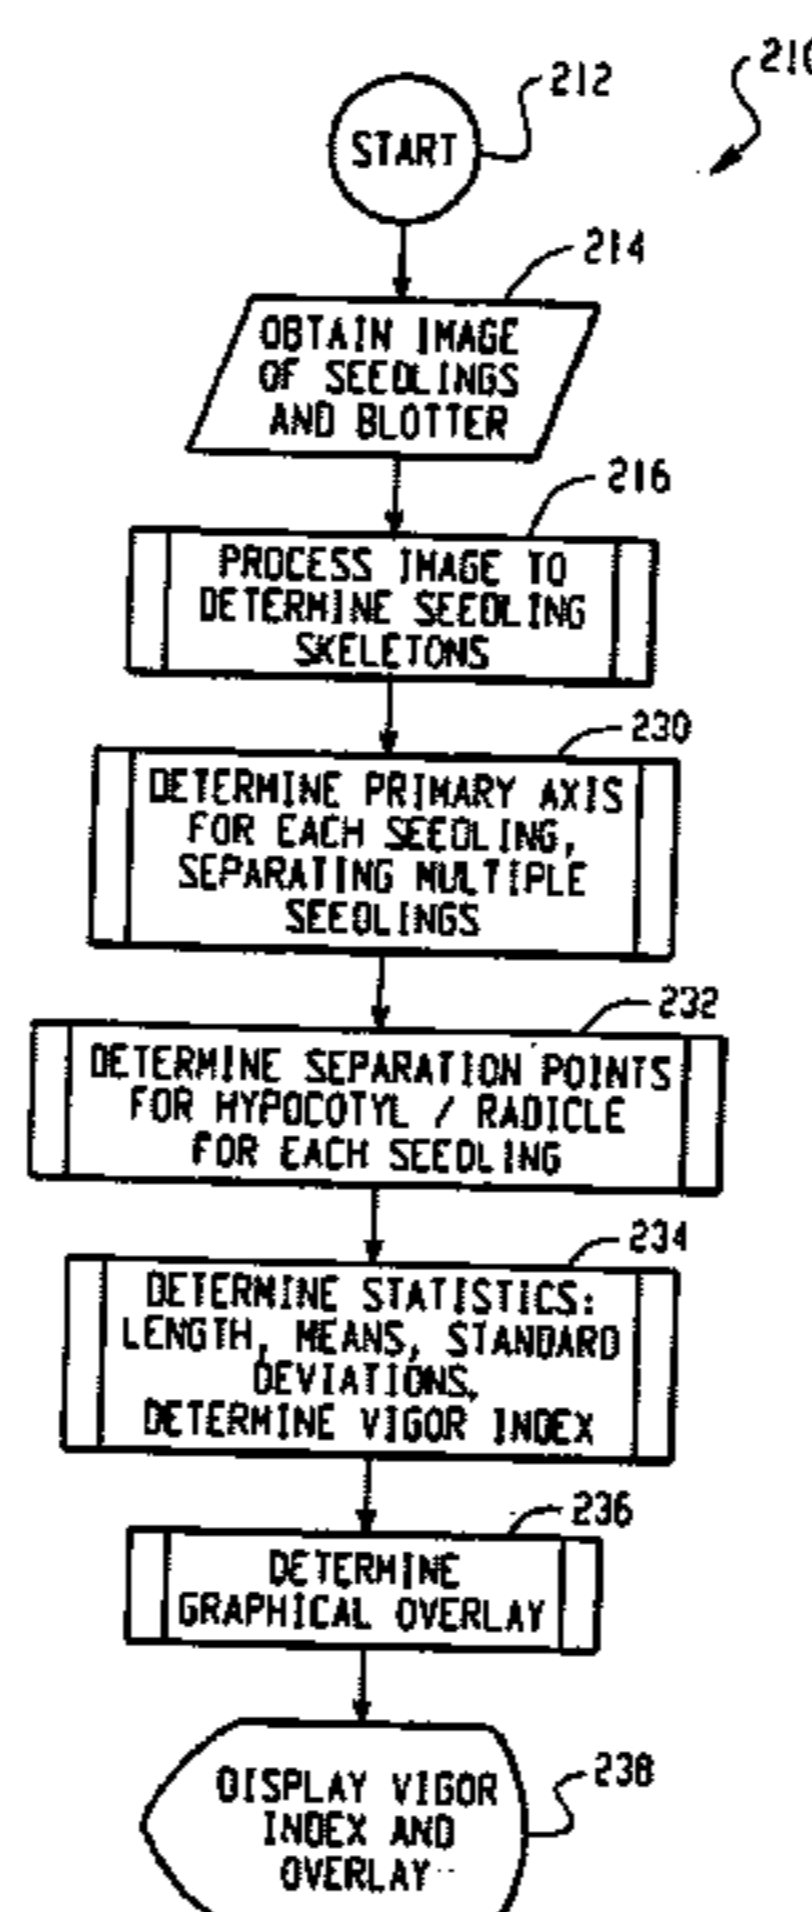 210
212
START
214
OBTAIN IMAGE
OF SEEDLINGS
AND BLOTTER
216
PROCESS IMAGE TO
DETERMINE SEEDLING
SKELETONS
230
DETERMINE PRIMARY AXIS
FOR EACH SEEDLING,
SEPARATING MULTIPLE
SEEDLINGS
232
DETERMINE SEPARATION POINTS
FOR HYPOCOTYL / RADICLE
FOR EACH SEEDLING
234
DETERMINE STATISTICS:
LENGTH, MEANS, STANDARD
DEVIATIONS,
DETERMINE VIGOR INDEX
236
DETERMINE
GRAPHICAL OVERLAY
238
DISPLAY VIGOR
INDEX AND
OVERLAY